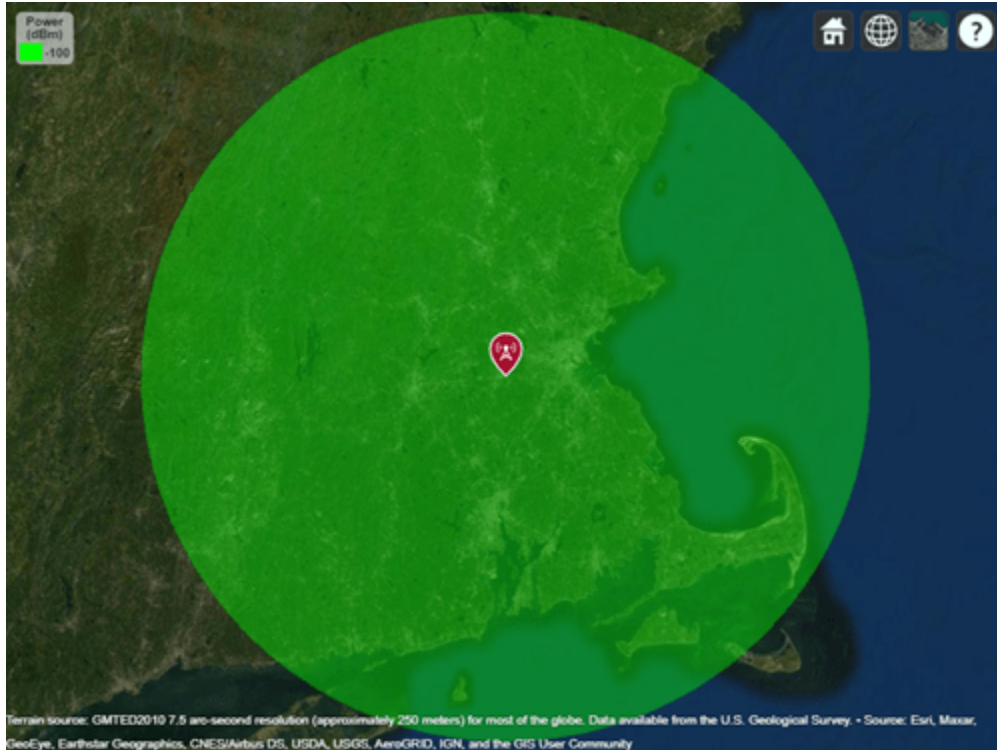 Power
(dBm)
-100
?
Terrain source: GMTED2010 7.5 arc-second resolution (approximately 250 meters) for most of the globe. Data available from the U.S. Geological Survey. • Source: Esri, Maxar,
GeoEye, Earthstar Geographics, CNES/Airbus DS, USDA, USGS, AeroGRID, IGN, and the GIS User Community